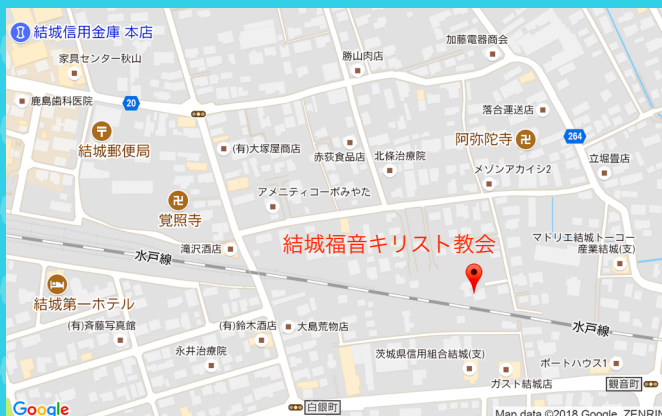 結城信用金庫 本店
加藤電器商会
家具センター秋山
勝山肉店
鹿島歯科医院
20
落合運送店
264
結城郵便局
(有)大塚屋商店
赤荻食品店
北條治療院
阿弥陀寺
立堀畳店
メゾンアカイシ2
アメニティコーポみやた
覚照寺
水戸線
滝沢酒店
結城福音キリスト教会
マドリエ結城トーコー
産業結城(支)
結城第一ホテル
(有)斉藤写真館
(有)鈴木酒店
大島荒物店
水戸線
永井治療院
茨城県信用組合結城(支)
ポートハウス1
ガスト結城店
観音町
白銀町
Google
Map data ©2018 Google, ZENRIN